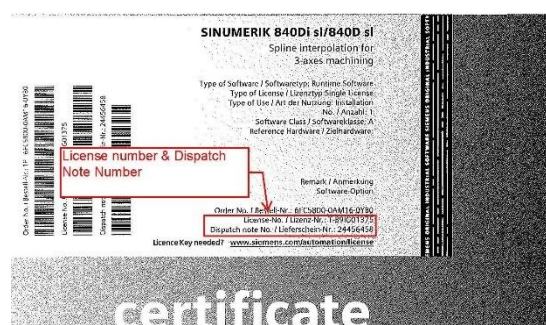 SINUMERIK 840Di sl/840D sl
Spline interpolation for
3-axes machining
Type of Software / Softwaretyp: Runtime Software
Type of License / Lizenztyp Single License
Type of Use / Art der Nutzung: Installation
No. / Anzahl: 1
Software Class / Softwareklasse: A
Reference Hardware / Zielhardware:
License number & Dispatch
Note Number
Remark / Anmerkung
Software-Option
Order No. / Bestell-Nr.: 6FC5800-0AM16-0YB0
License-No. / Lizenz-Nr.: T-B9IG01375
Dispatch note No. / Lieferschein-Nr.: 24456458
Licence Key needed? www.siemens.com/automation/license
certificate